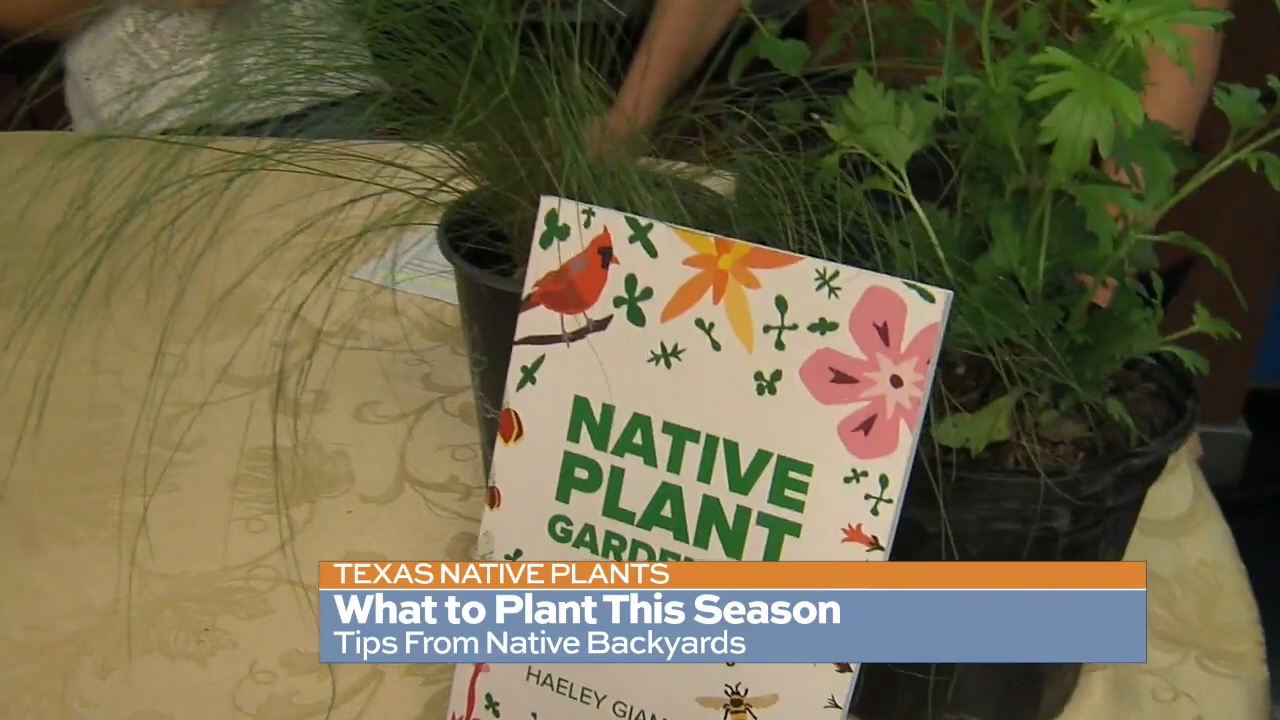 NATIVE
PLANT
TEXAS NATIVE PLANTS
What to Plant This Season
Tips From Native Backyards
HAELEY